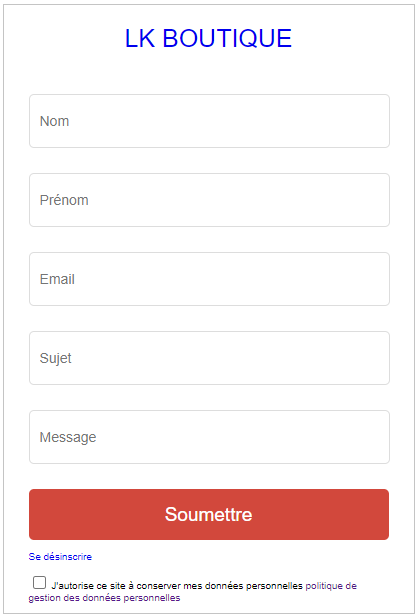 LK BOUTIQUE
Nom
Prénom
Email
Sujet
Message
Soumettre
Se désinscrire
J'autorise ce site à conserver mes données personnelles politique de
gestion des données personnelles